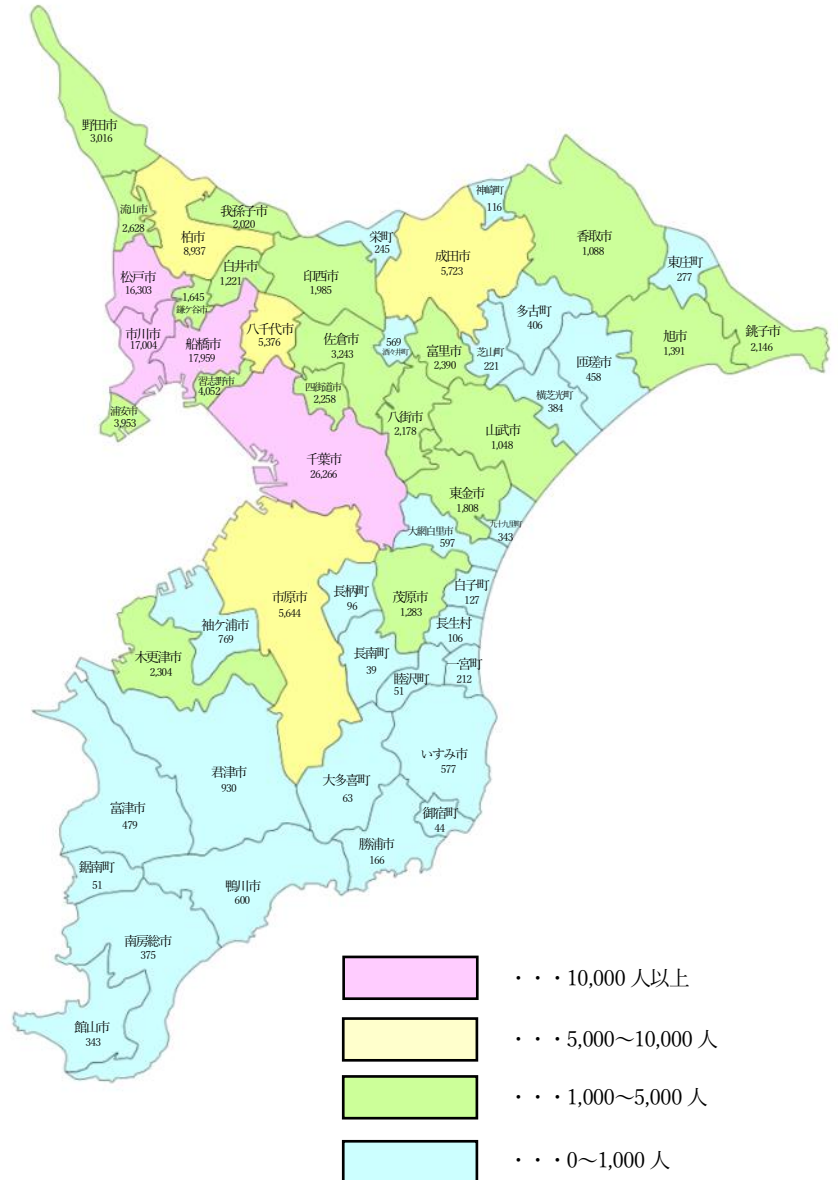 野田市
3,016
流山市
2,628
柏市
8,937
我孫子市
2,020
松戸市
16,303
白井市
1,221
1,645
鎌ケ谷市
市川市
17,004
船橋市
17,959
八千代市
5,376
習志野市
4,052
浦安市
3,953
印西市
1,985
栄町
245
成田市
5,723
神崎町
116
香取市
1,088
東庄町
277
銚子市
2,146
旭市
1,391
匝瑳市
458
多古町
406
芝山町
221
横芝光町
384
佐倉市
3,243
569
酒々井町
富里市
2,390
四街道市
2,258
八街市
2,178
山武市
1,048
千葉市
26,266
東金市
1,808
九十九里町
343
大網白里市
597
市原市
5,644
長柄町
96
茂原市
1,283
白子町
127
長生村
106
袖ケ浦市
769
木更津市
2,304
長南町
39
睦沢町
51
一宮町
212
君津市
930
いすみ市
577
大多喜町
63
御宿町
44
富津市
479
勝浦市
166
鋸南町
51
鴨川市
600
南房総市
375
館山市
343
・・・10,000 人以上
・・・5,000～10,000 人
・・・1,000～5,000 人
・・・0～1,000 人